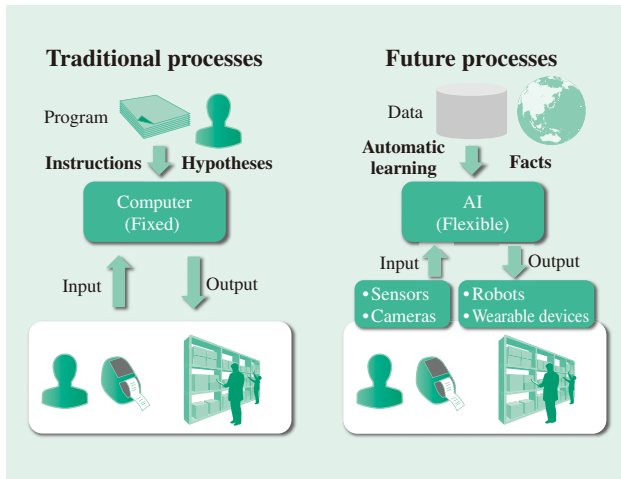 Traditional processes
Program
Instructions
Hypotheses
Computer
(Fixed)
Input
Output
Future processes
Data
Automatic
learning
Facts
AI
(Flexible)
Input
Output
• Sensors
• Cameras
• Robots
• Wearable devices